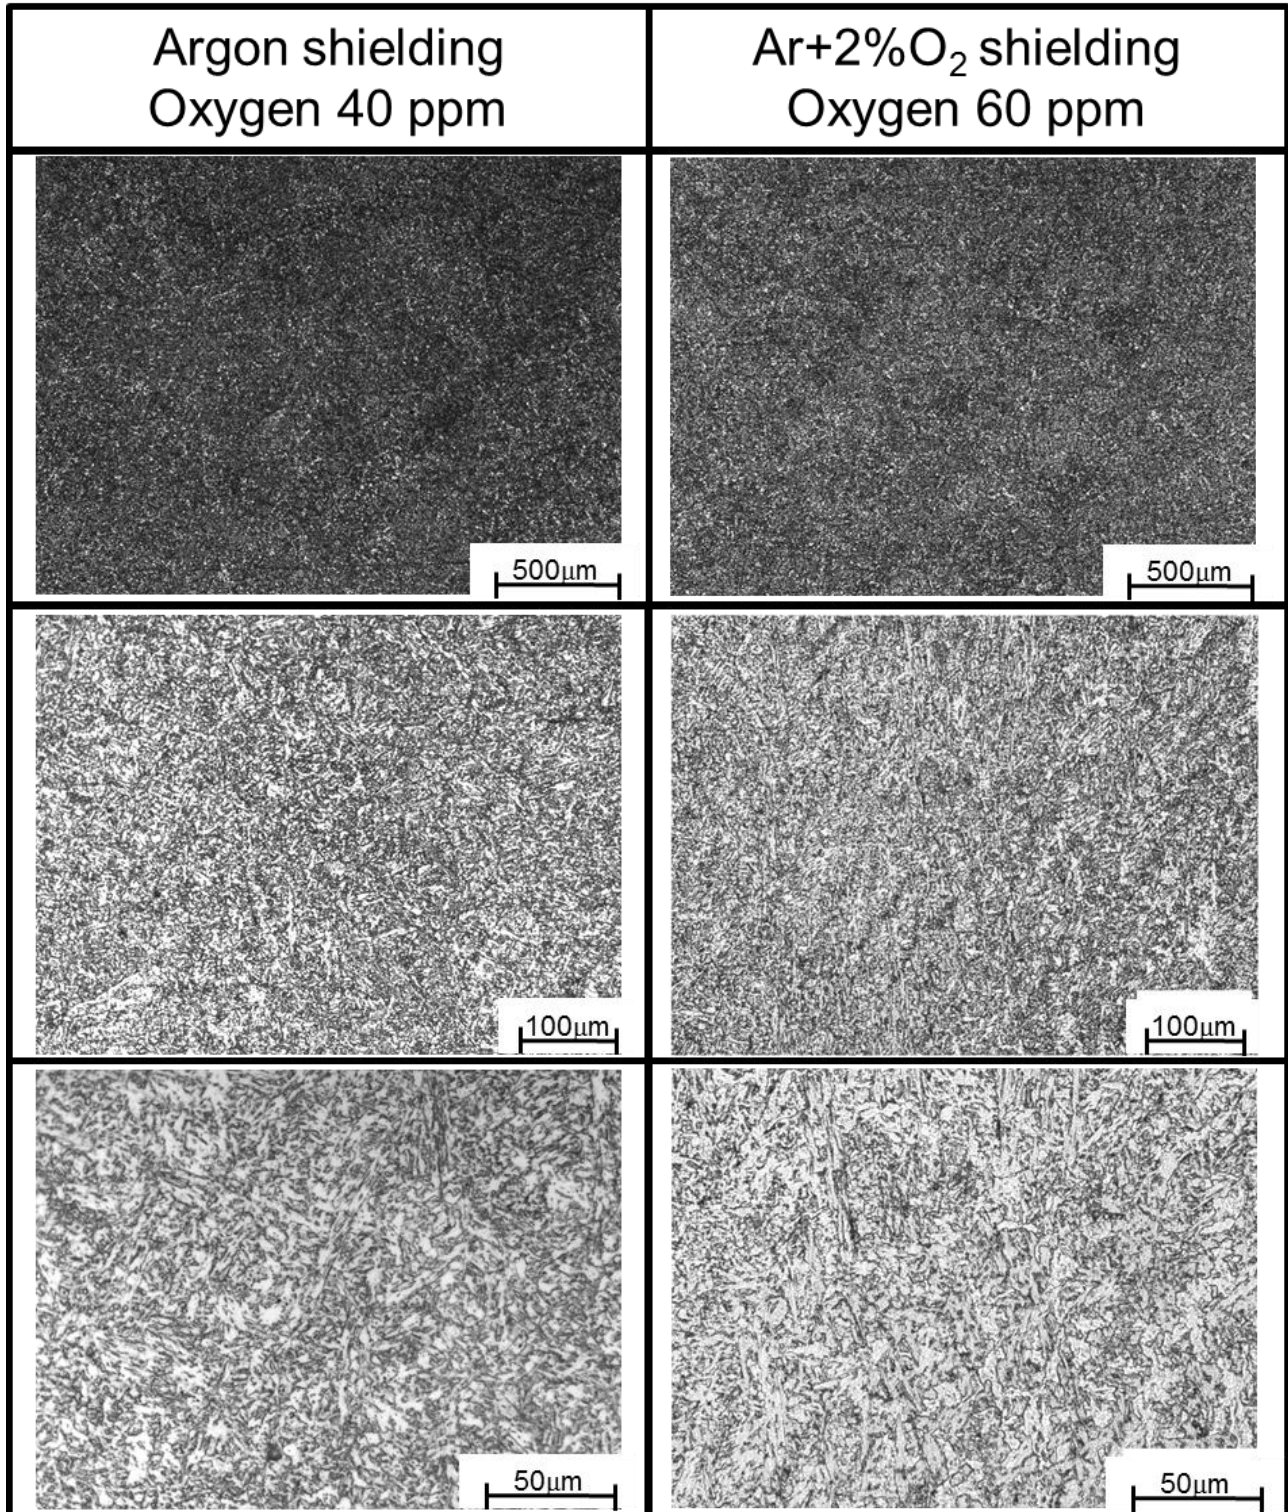 Argon shielding
Oxygen 40 ppm
Ar+2%O₂ shielding
Oxygen 60 ppm
500μm
500μm
100μm
100μm
50μm
50μm